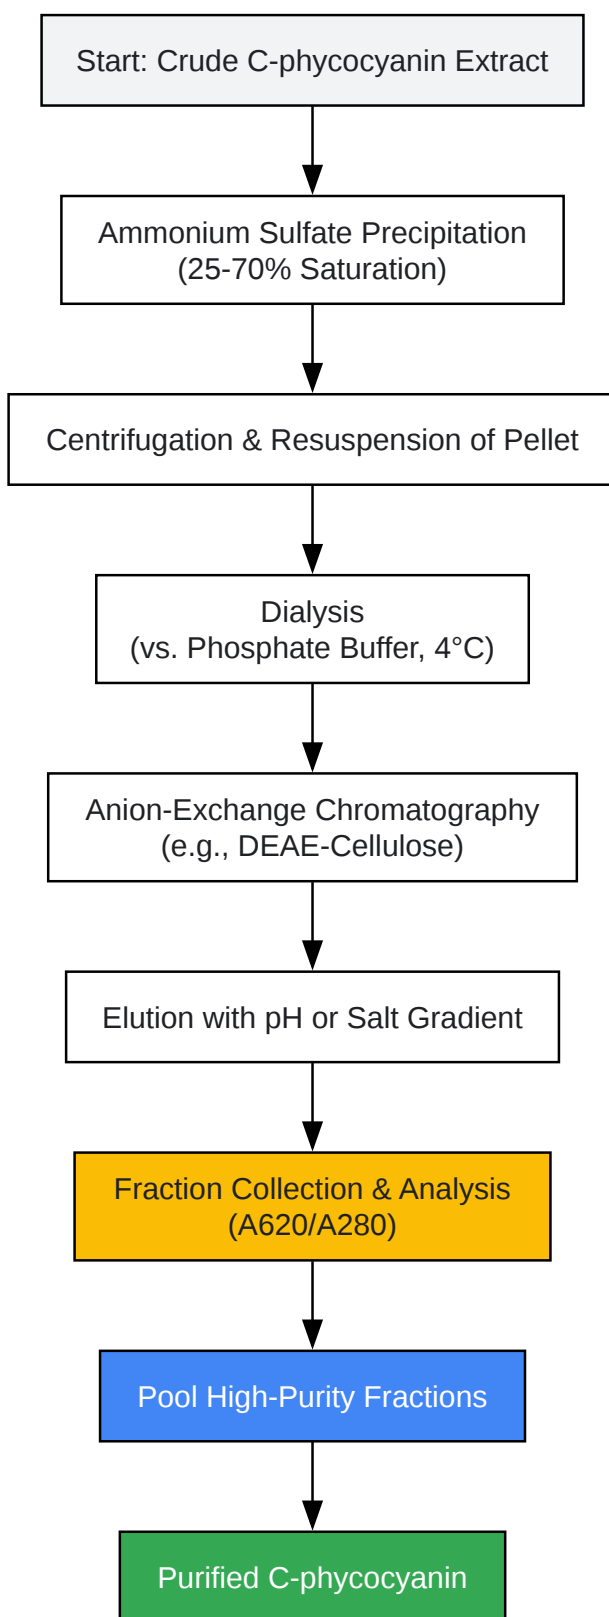 Start: Crude C-phycocyanin Extract
Ammonium Sulfate Precipitation
(25-70% Saturation)
Centrifugation & Resuspension of Pellet
Dialysis
(vs. Phosphate Buffer, 4°C)
Anion-Exchange Chromatography
(e.g., DEAE-Cellulose)
Elution with pH or Salt Gradient
Fraction Collection & Analysis
(A620/A280)
Pool High-Purity Fractions
Purified C-phycocyanin